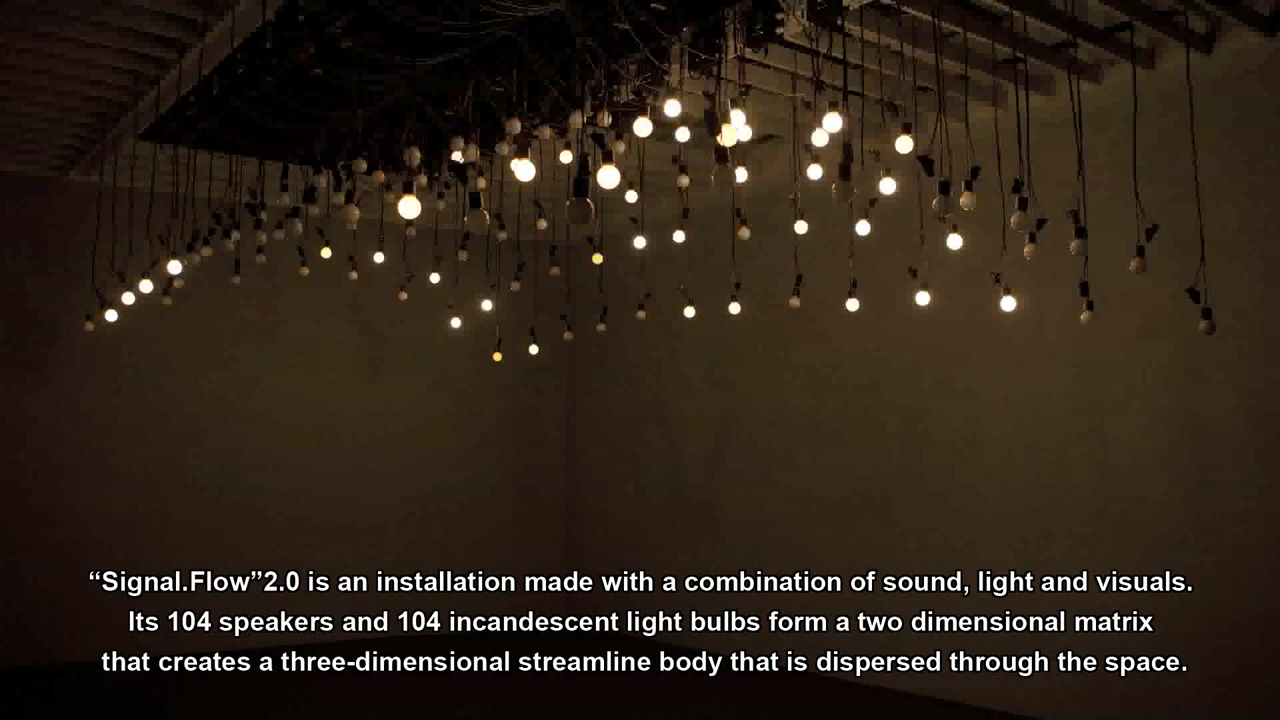 “Signal.Flow”2.0 is an installation made with a combination of sound, light and visuals.
Its 104 speakers and 104 incandescent light bulbs form a two dimensional matrix
that creates a three-dimensional streamline body that is dispersed through the space.